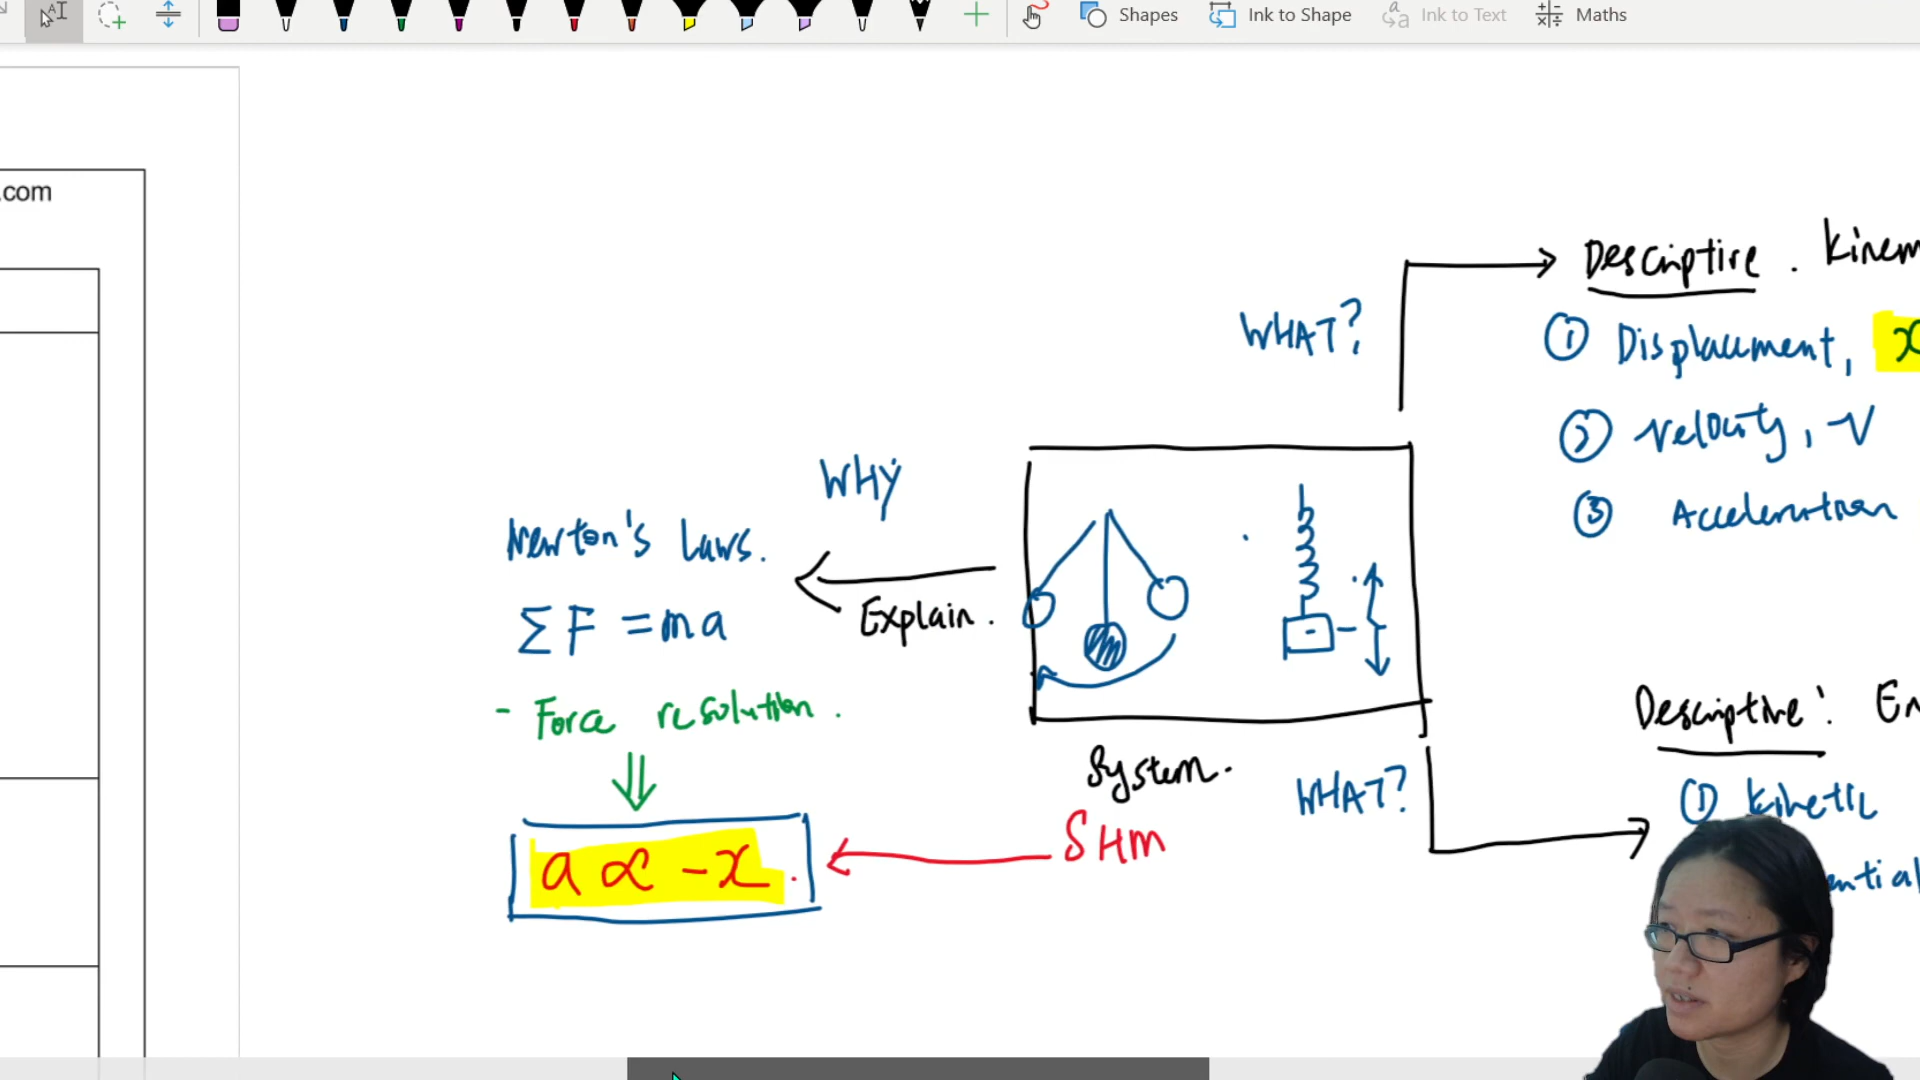 Shapes
Ink to Shape
Ink to Text
Maths
.com
Descriptive . Kinem
WHAT?
① Displacement, x
② Velocity, v
③ Acceleration
WHY
Newton's Laws.
Explain.
ΣF = ma
- Force resolution.
System.
Descriptive: En
WHAT?
① Kinetic
SHM
a ∝ -x.
ential